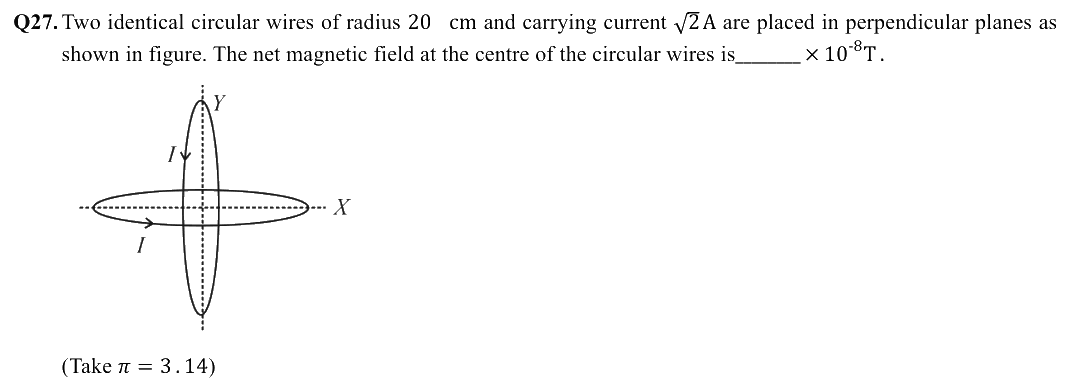 Q27. Two identical circular wires of radius 20 cm and carrying current √2A are placed in perpendicular planes as
shown in figure. The net magnetic field at the centre of the circular wires is______ × 10⁻⁸T.
Y
I
X
I
(Take π = 3.14)